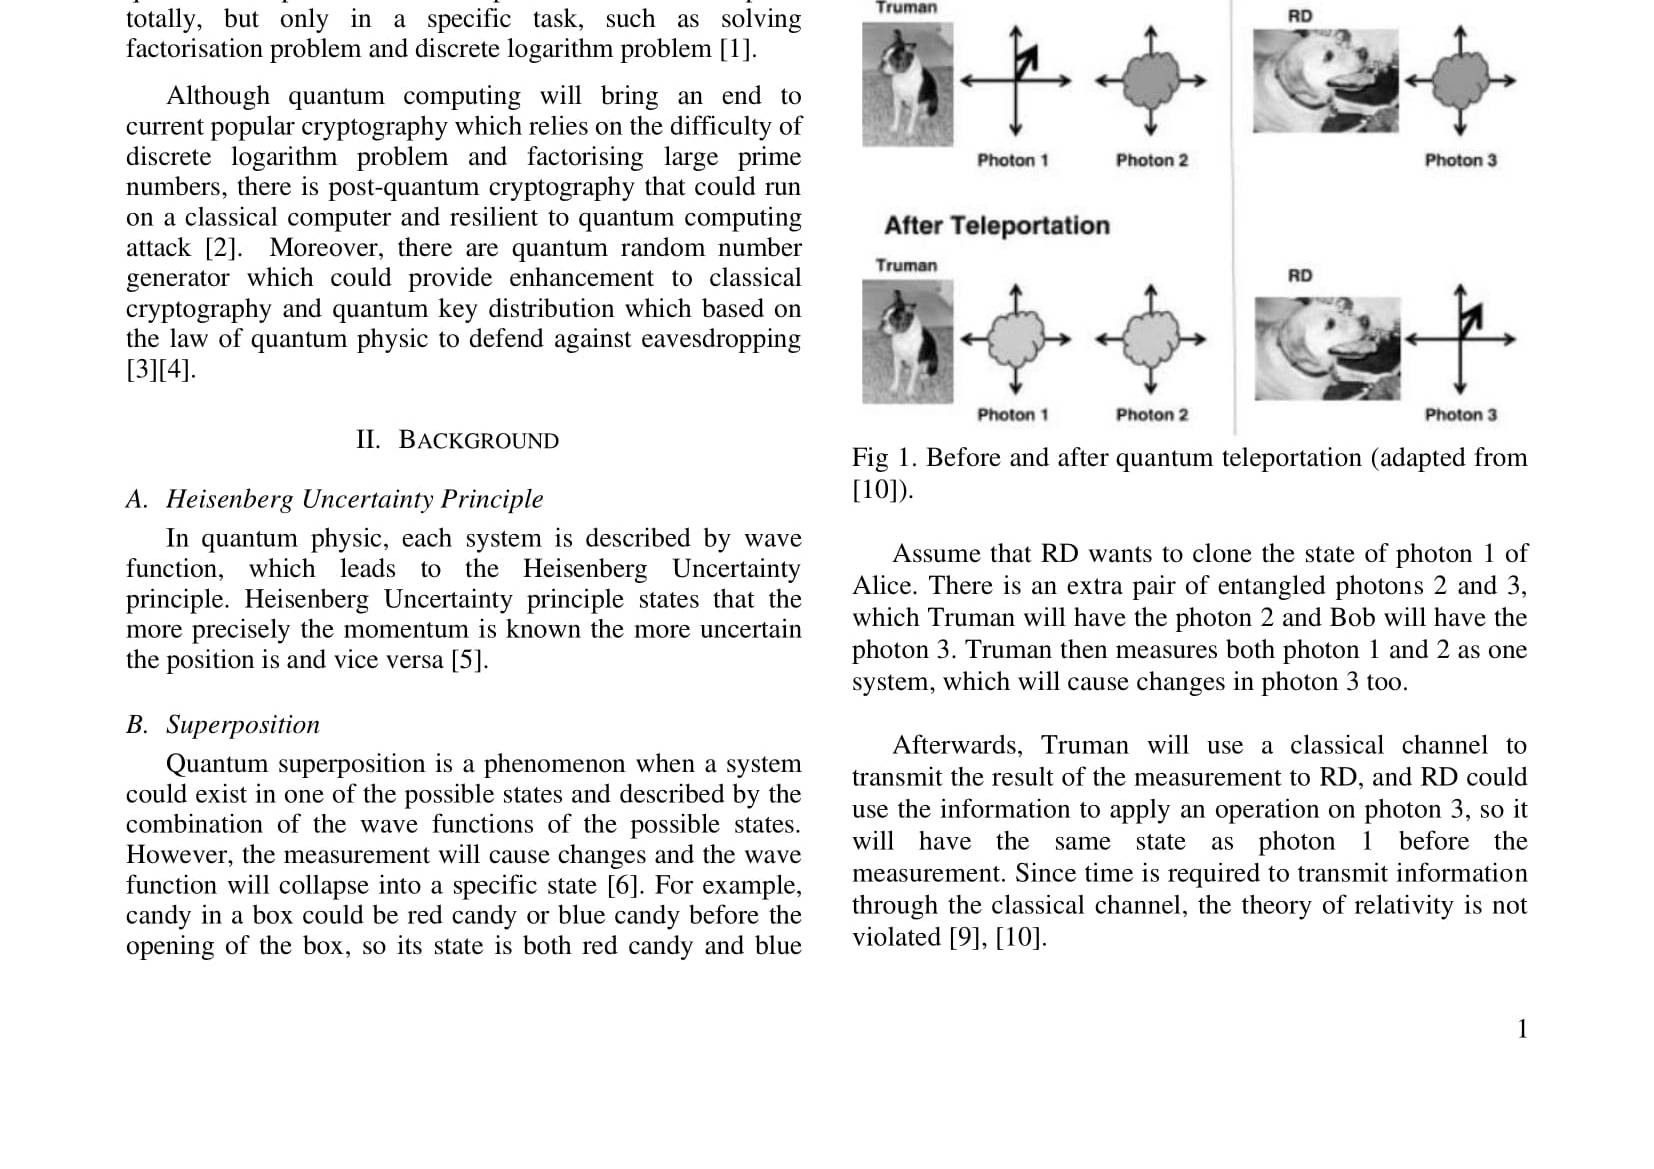 totally, but only in a specific task, such as solving
factorisation problem and discrete logarithm problem [1].
Although quantum computing will bring an end to
current popular cryptography which relies on the difficulty of
discrete logarithm problem and factorising large prime
numbers, there is post-quantum cryptography that could run
on a classical computer and resilient to quantum computing
attack [2]. Moreover, there are quantum random number
generator which could provide enhancement to classical
cryptography and quantum key distribution which based on
the law of quantum physic to defend against eavesdropping
[3][4].
II. BACKGROUND
A. Heisenberg Uncertainty Principle
In quantum physic, each system is described by wave
function, which leads to the Heisenberg Uncertainty
principle. Heisenberg Uncertainty principle states that the
more precisely the momentum is known the more uncertain
the position is and vice versa [5].
B. Superposition
Quantum superposition is a phenomenon when a system
could exist in one of the possible states and described by the
combination of the wave functions of the possible states.
However, the measurement will cause changes and the wave
function will collapse into a specific state [6]. For example,
candy in a box could be red candy or blue candy before the
opening of the box, so its state is both red candy and blue
Truman
RD
Photon 1
Photon 2
Photon 3
After Teleportation
Truman
RD
Photon 1
Photon 2
Photon 3
Fig 1. Before and after quantum teleportation (adapted from
[10]).
Assume that RD wants to clone the state of photon 1 of
Alice. There is an extra pair of entangled photons 2 and 3,
which Truman will have the photon 2 and Bob will have the
photon 3. Truman then measures both photon 1 and 2 as one
system, which will cause changes in photon 3 too.
Afterwards, Truman will use a classical channel to
transmit the result of the measurement to RD, and RD could
use the information to apply an operation on photon 3, so it
will have the same state as photon 1 before the
measurement. Since time is required to transmit information
through the classical channel, the theory of relativity is not
violated [9], [10].
1